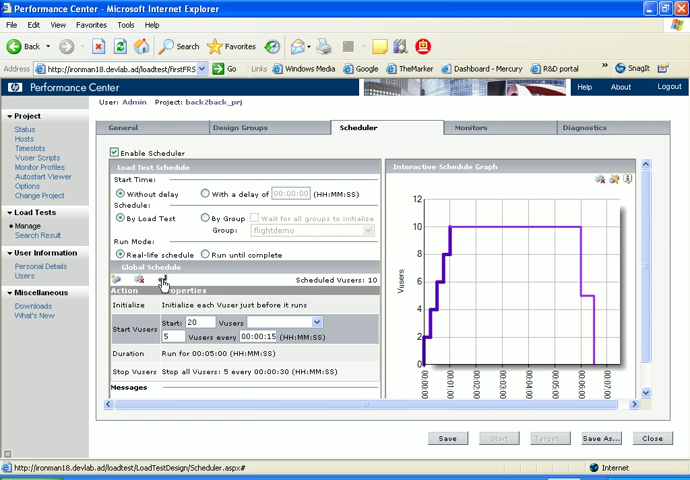 Performance Center - Microsoft Internet Explorer
File Edit View Favorites Tools Help
Back Search Favorites
Address http://ironman18.devlab.ad/loadtest/firstFRS Go Links Windows Media Google TheMarker Dashboard - Mercury R&D portal » SnagIt
Performance Center Help About Logout
User: Admin Project: back2back_prj
Project
Status
Hosts
Timeslots
Vuser Scripts
Monitor Profiles
Autostart Viewer
Options
Change Project
Load Tests
Manage
Search Result
User Information
Personal Details
Users
Miscellaneous
Downloads
What's New
General Design Groups Scheduler Monitors Diagnostics
Enable Scheduler
Load Test Schedule
Start Time:
Without delay With a delay of 00:00:00 (HH:MM:SS)
Schedule:
By Load Test By Group Wait for all groups to initialize
Group: flightdemo
Run Mode:
Real-life schedule Run until complete
Global Schedule
Scheduled Vusers: 10
Action Properties
Initialize Initialize each Vuser just before it runs
Start Vusers Start: 20 Vusers
5 Vusers every 00:00:15 (HH:MM:SS)
Duration Run for 00:05:00 (HH:MM:SS)
Stop Vusers Stop all Vusers: 5 every 00:00:30 (HH:MM:SS)
Messages
Interactive Schedule Graph
12
10
8
6
4
2
0
Vusers
00:00:00 00:01:00 00:02:00 00:03:00 00:04:00 00:05:00 00:06:00 00:07:00
Save Start Target... Save As... Close
http://ironman18.devlab.ad/loadtest/LoadTestDesign/Scheduler.aspx# Internet